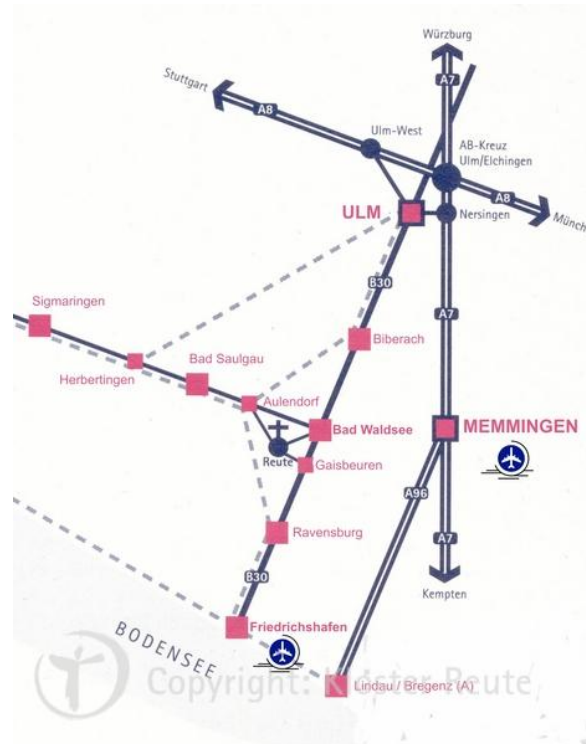 Würzburg
Stuttgart
A7
A8
Ulm-West
AB-Kreuz
Ulm/Elchingen
ULM
Nersingen
A8
Münch
B30
Sigmaringen
A7
Biberach
Herbertingen
Bad Saulgau
Aulendorf
Bad Waldsee
MEMMINGEN
Reute
Gaisbeuren
A96
Ravensburg
A7
B30
Kempten
Friedrichshafen
BODENSEE
Lindau / Bregenz (A)
Copyright: Kloster Reute